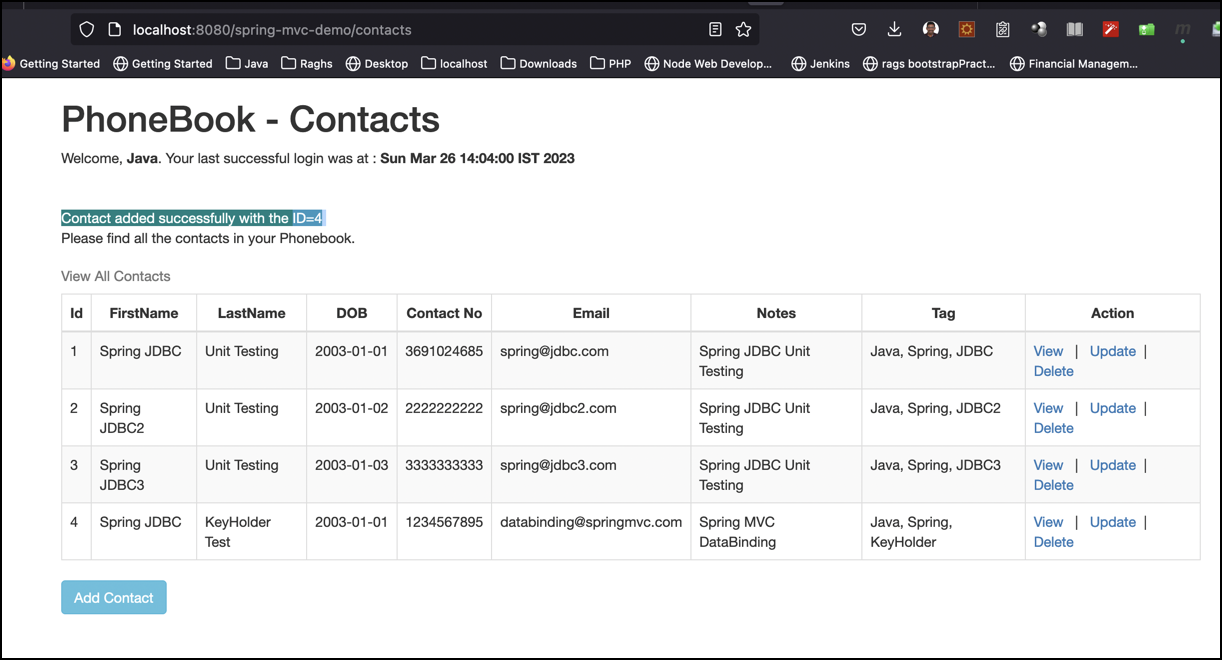 localhost:8080/spring-mvc-demo/contacts
Getting Started Getting Started Java Raghs Desktop localhost Downloads PHP Node Web Develop... Jenkins rags bootstrapPract... Financial Managem...
PhoneBook - Contacts
Welcome, Java. Your last successful login was at : Sun Mar 26 14:04:00 IST 2023
Contact added successfully with the ID=4
Please find all the contacts in your Phonebook.
View All Contacts
Id FirstName LastName DOB Contact No Email Notes Tag Action
1 Spring JDBC Unit Testing 2003-01-01 3691024685 spring@jdbc.com Spring JDBC Unit Java, Spring, JDBC View | Update |
Testing Delete
2 Spring Unit Testing 2003-01-02 2222222222 spring@jdbc2.com Spring JDBC Unit Java, Spring, JDBC2 View | Update |
JDBC2 Testing Delete
3 Spring Unit Testing 2003-01-03 3333333333 spring@jdbc3.com Spring JDBC Unit Java, Spring, JDBC3 View | Update |
JDBC3 Testing Delete
4 Spring JDBC KeyHolder 2003-01-01 1234567895 databinding@springmvc.com Spring MVC Java, Spring, View | Update |
Test DataBinding KeyHolder Delete
Add Contact